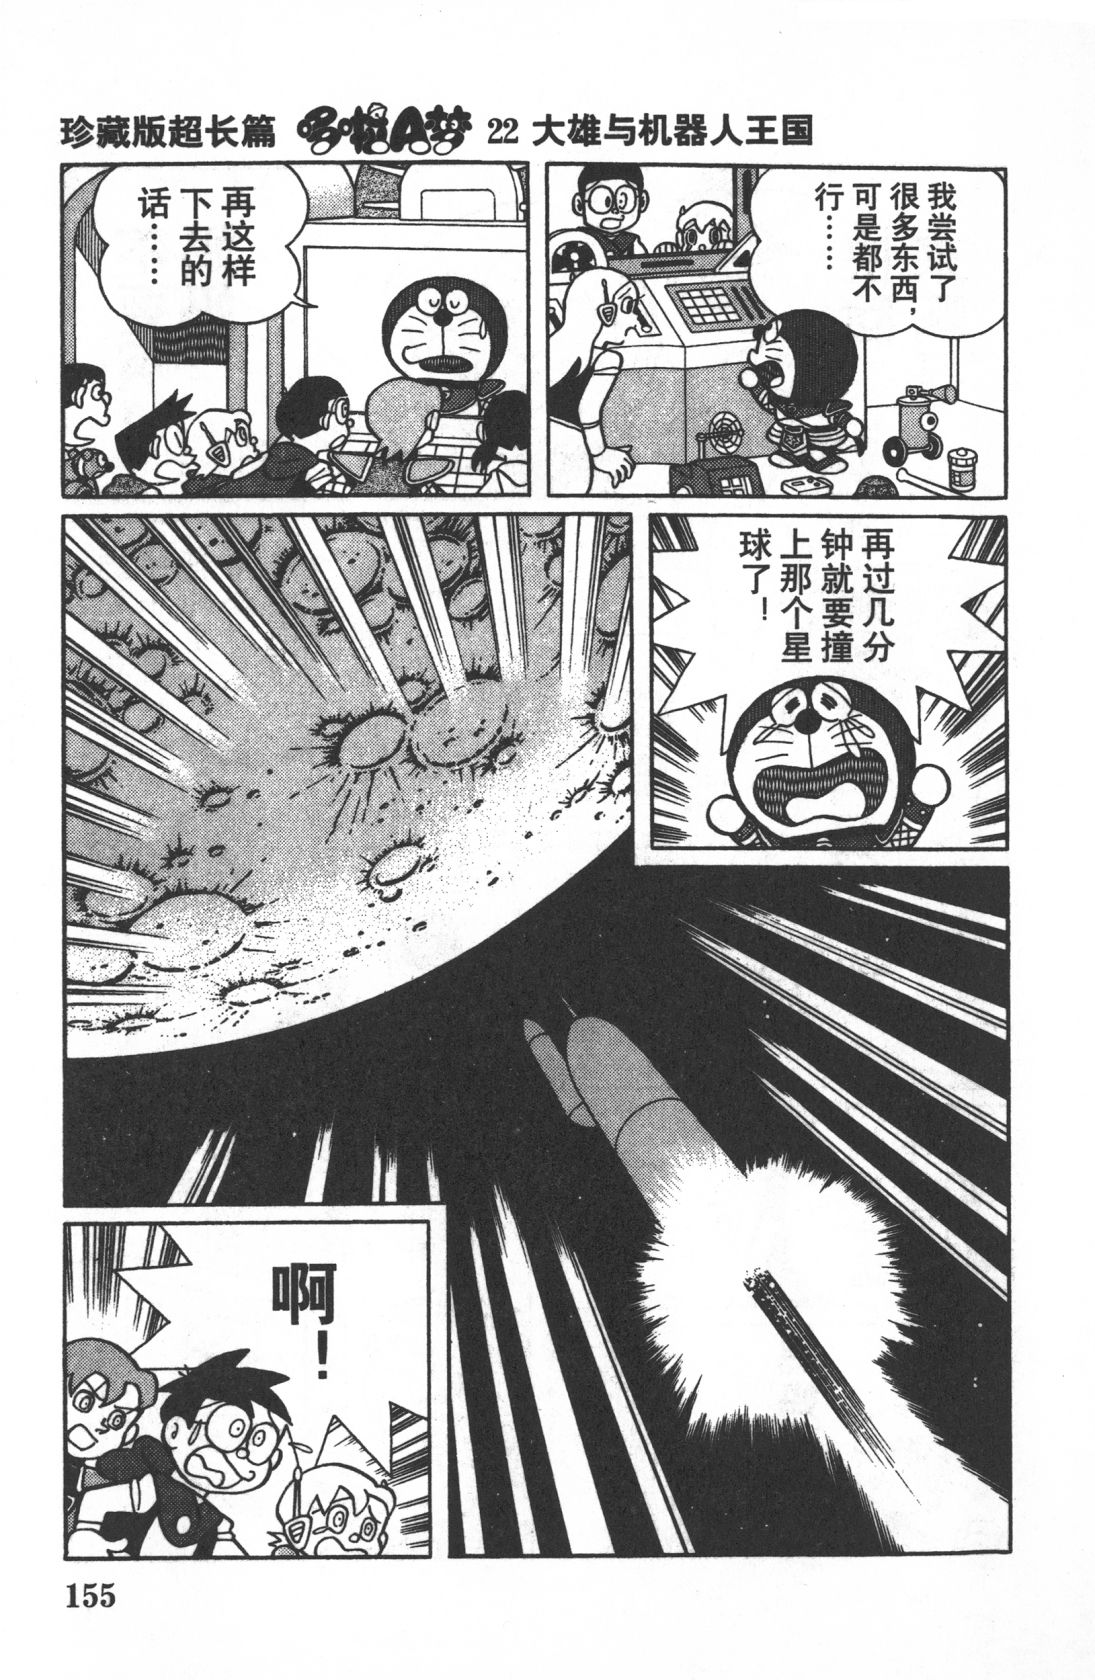 珍藏版超长篇 哆啦A梦 22 大雄与机器人王国
我尝试了
很多东西，
可是都不
行……
再这样
下去的
话……
再过几分
钟就要撞
上那个星
球了！
啊！
155